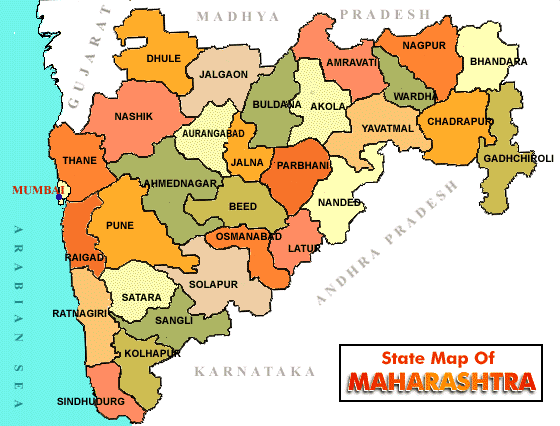 MADHYA PRADESH
GUJARAT
DHULE
JALGAON
NAGPUR
AMRAVATI
BHANDARA
BULDANA
AKOLA
WARDHA
NASHIK
YAVATMAL
CHADRAPUR
AURANGABAD
THANE
JALNA
PARBHANI
GADHCHIROLI
MUMBAI
AHMEDNAGAR
BEED
NANDED
PUNE
OSMANABAD
LATUR
RAIGAD
SOLAPUR
ANDHRA PRADESH
ARABIAN SEA
SATARA
RATNAGIRI
SANGLI
KOLHAPUR
KARNATAKA
SINDHUDURG
State Map Of
MAHARASHTRA